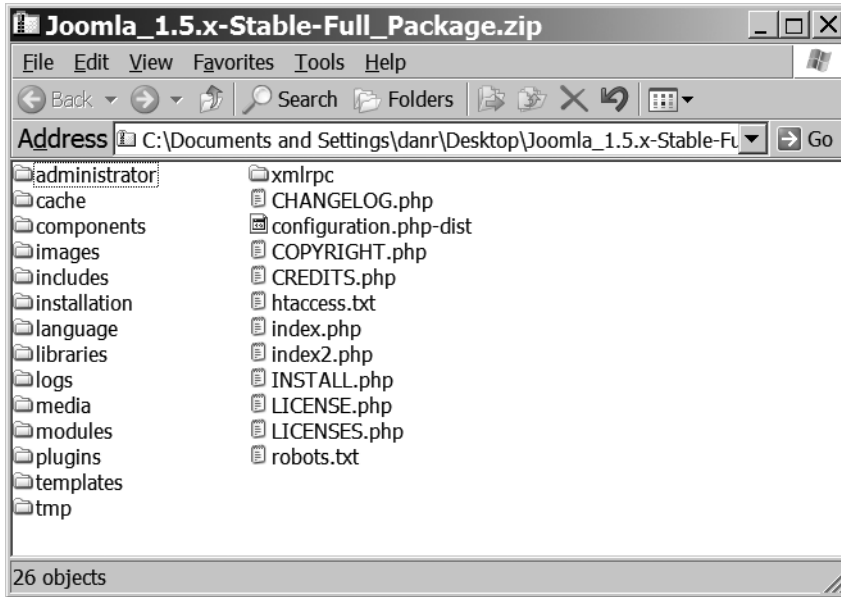 Joomla_1.5.x-Stable-Full_Package.zip
File Edit View Favorites Tools Help
Back Search Folders
Address C:\Documents and Settings\danr\Desktop\Joomla_1.5.x-Stable-Fu Go
administrator
cache
components
images
includes
installation
language
libraries
logs
media
modules
plugins
templates
tmp
xmlrpc
CHANGELOG.php
configuration.php-dist
COPYRIGHT.php
CREDITS.php
htaccess.txt
index.php
index2.php
INSTALL.php
LICENSE.php
LICENSES.php
robots.txt
26 objects